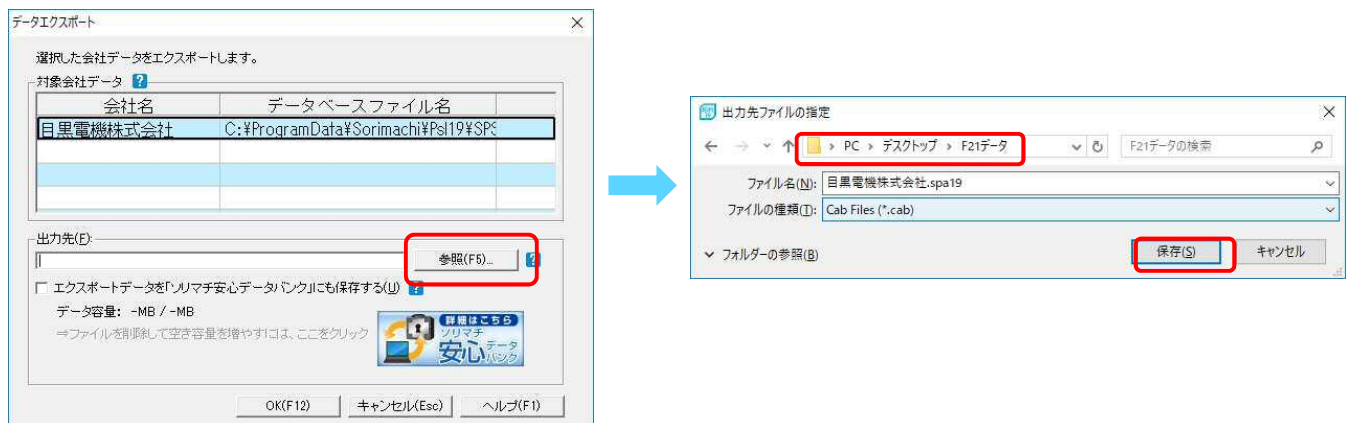 データエクスポート
選択した会社データをエクスポートします。
対象会社データ ?
会社名 データベースファイル名
目黒電機株式会社 C:¥ProgramData¥Sorimachi¥Psl19¥SPS
出力先(E):
参照(F5)... ?
エクスポートデータを「ソリマチ安心データバンク」にも保存する(U) ?
データ容量: -MB / -MB
⇒ファイルを削除して空き容量を増やすには、ここをクリック
詳細はこちら
ソリマチ
安心データバンク
OK(F12) キャンセル(Esc) ヘルプ(F1)
出力先ファイルの指定
PC › デスクトップ › F21データ F21データの検索
ファイル名(N): 目黒電機株式会社.spa19
ファイルの種類(T): Cab Files (*.cab)
フォルダーの参照(B) 保存(S) キャンセル